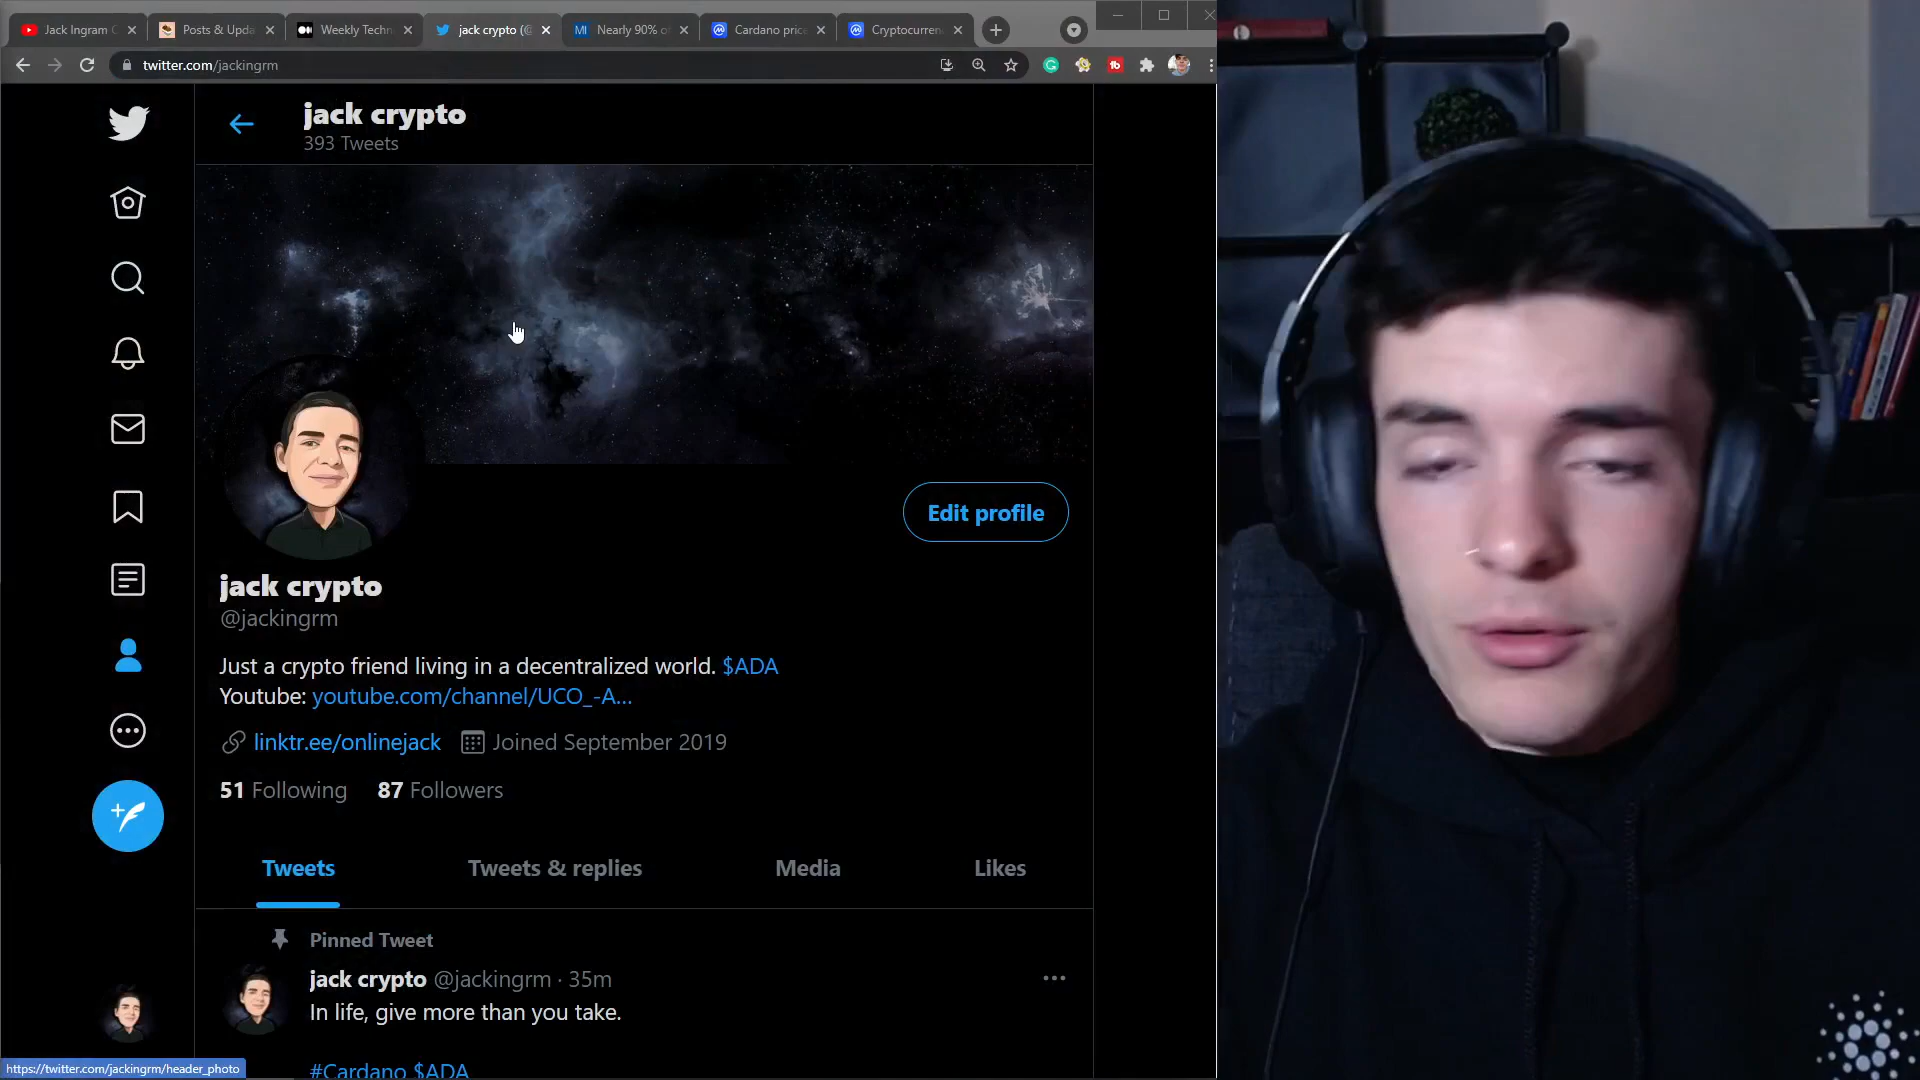 Jack Ingram C
Posts & Upda
Weekly Techn
jack crypto (@
Nearly 90% o
Cardano price
Cryptocurren
twitter.com/jackingrm
jack crypto
393 Tweets
Edit profile
jack crypto
@jackingrm
Just a crypto friend living in a decentralized world. $ADA
Youtube: youtube.com/channel/UCO_-A...
linktr.ee/onlinejack Joined September 2019
51 Following 87 Followers
Tweets Tweets & replies Media Likes
Pinned Tweet
jack crypto @jackingrm · 35m
In life, give more than you take.
#Cardano $ADA
https://twitter.com/jackingrm/header_photo